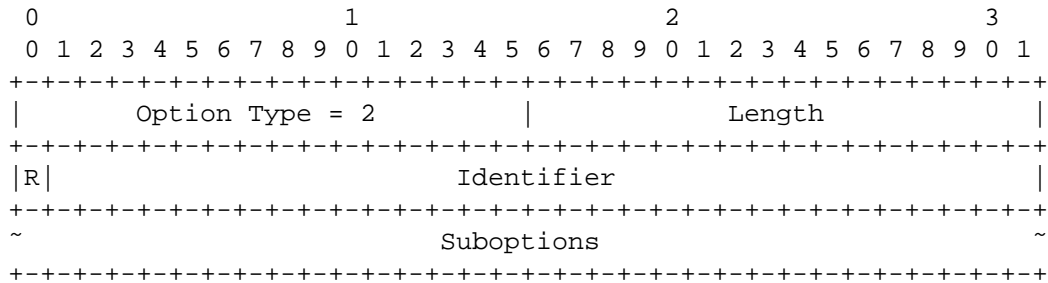 0                   1                   2                   3
 0 1 2 3 4 5 6 7 8 9 0 1 2 3 4 5 6 7 8 9 0 1 2 3 4 5 6 7 8 9 0 1
+-+-+-+-+-+-+-+-+-+-+-+-+-+-+-+-+-+-+-+-+-+-+-+-+-+-+-+-+-+-+-+-+
|       Option Type = 2         |            Length             |
+-+-+-+-+-+-+-+-+-+-+-+-+-+-+-+-+-+-+-+-+-+-+-+-+-+-+-+-+-+-+-+-+
|R|                         Identifier                          |
+-+-+-+-+-+-+-+-+-+-+-+-+-+-+-+-+-+-+-+-+-+-+-+-+-+-+-+-+-+-+-+-+
~                          Suboptions                           ~
+-+-+-+-+-+-+-+-+-+-+-+-+-+-+-+-+-+-+-+-+-+-+-+-+-+-+-+-+-+-+-+-+